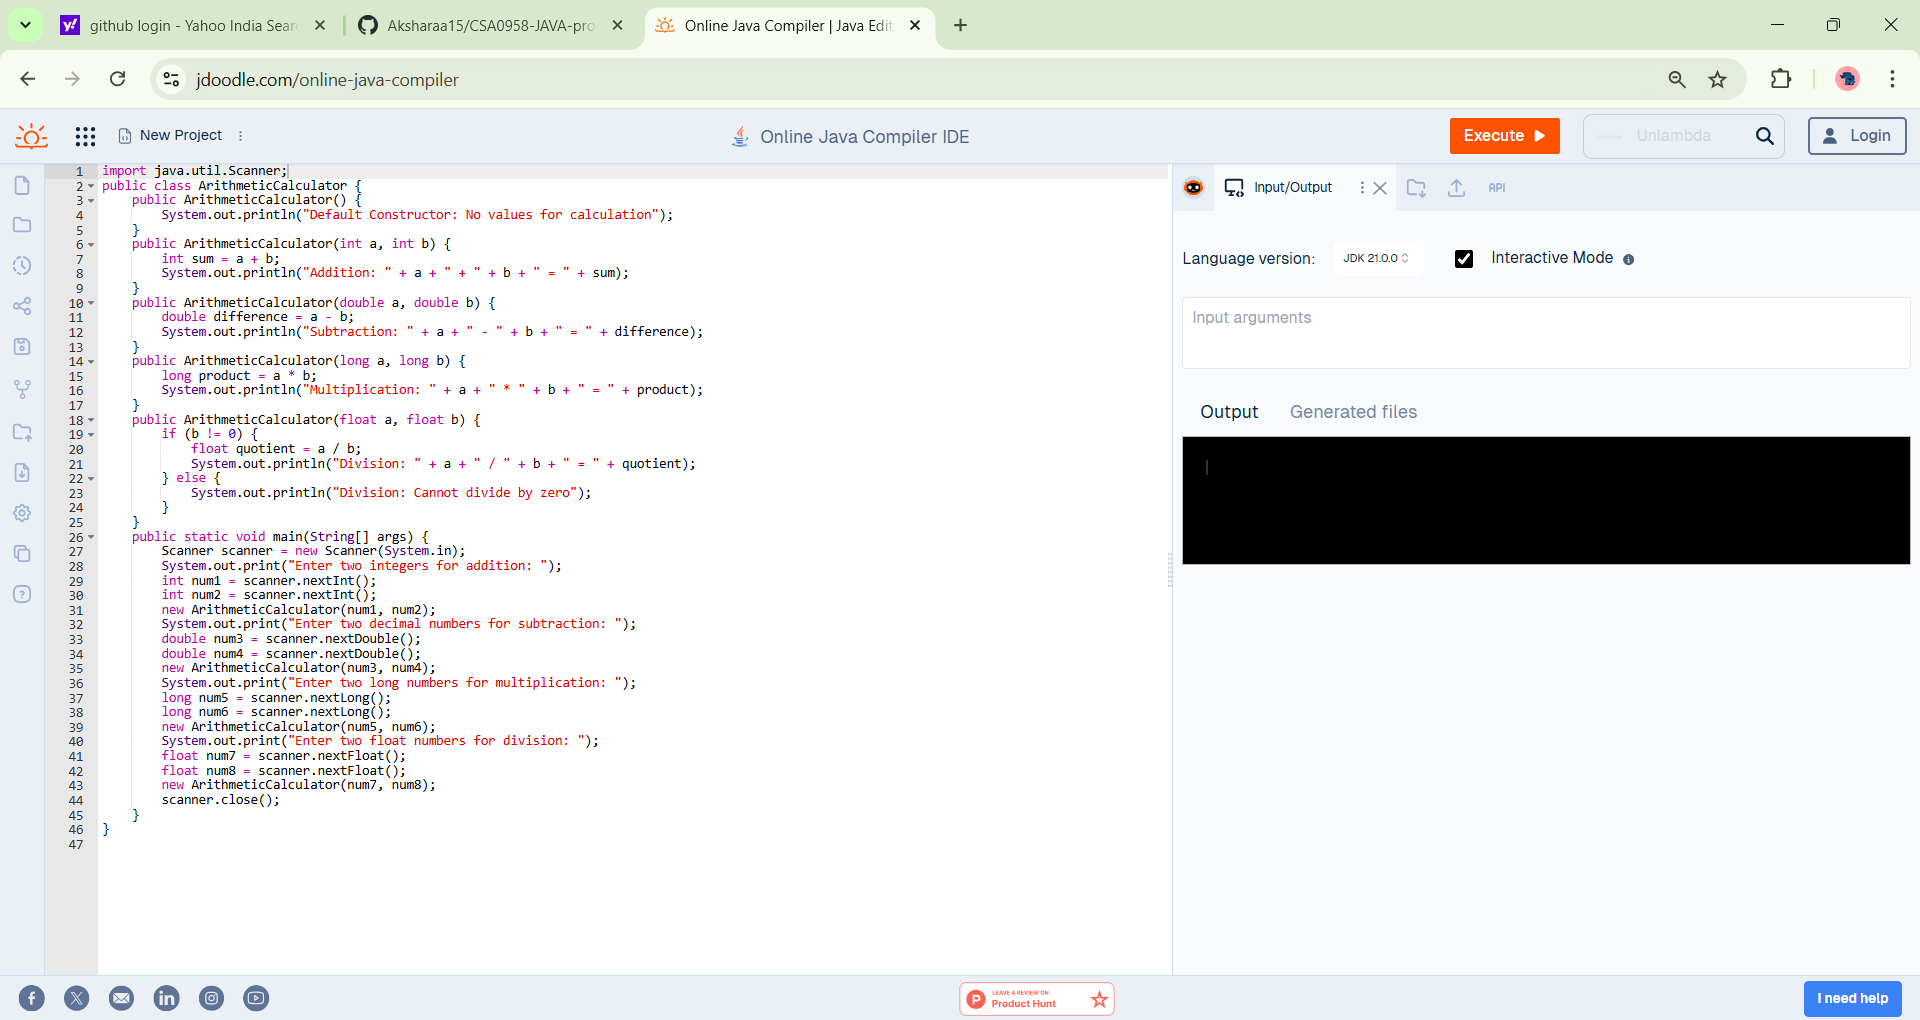 github login - Yahoo India Sear
Aksharaa15/CSA0958-JAVA-pro
Online Java Compiler | Java Edit
jdoodle.com/online-java-compiler
New Project
Online Java Compiler IDE
Execute
Unlambda
Login
1 import java.util.Scanner;
2 public class ArithmeticCalculator {
3     public ArithmeticCalculator() {
4         System.out.println("Default Constructor: No values for calculation");
5     }
6     public ArithmeticCalculator(int a, int b) {
7         int sum = a + b;
8         System.out.println("Addition: " + a + " + " + b + " = " + sum);
9     }
10     public ArithmeticCalculator(double a, double b) {
11         double difference = a - b;
12         System.out.println("Subtraction: " + a + " - " + b + " = " + difference);
13     }
14     public ArithmeticCalculator(long a, long b) {
15         long product = a * b;
16         System.out.println("Multiplication: " + a + " * " + b + " = " + product);
17     }
18     public ArithmeticCalculator(float a, float b) {
19         if (b != 0) {
20             float quotient = a / b;
21             System.out.println("Division: " + a + " / " + b + " = " + quotient);
22         } else {
23             System.out.println("Division: Cannot divide by zero");
24         }
25     }
26     public static void main(String[] args) {
27         Scanner scanner = new Scanner(System.in);
28         System.out.print("Enter two integers for addition: ");
29         int num1 = scanner.nextInt();
30         int num2 = scanner.nextInt();
31         new ArithmeticCalculator(num1, num2);
32         System.out.print("Enter two decimal numbers for subtraction: ");
33         double num3 = scanner.nextDouble();
34         double num4 = scanner.nextDouble();
35         new ArithmeticCalculator(num3, num4);
36         System.out.print("Enter two long numbers for multiplication: ");
37         long num5 = scanner.nextLong();
38         long num6 = scanner.nextLong();
39         new ArithmeticCalculator(num5, num6);
40         System.out.print("Enter two float numbers for division: ");
41         float num7 = scanner.nextFloat();
42         float num8 = scanner.nextFloat();
43         new ArithmeticCalculator(num7, num8);
44         scanner.close();
45     }
46 }
47
Input/Output
API
Language version:
JDK 21.0.0
Interactive Mode
Input arguments
Output
Generated files
LEAVE A REVIEW ON
Product Hunt
I need help